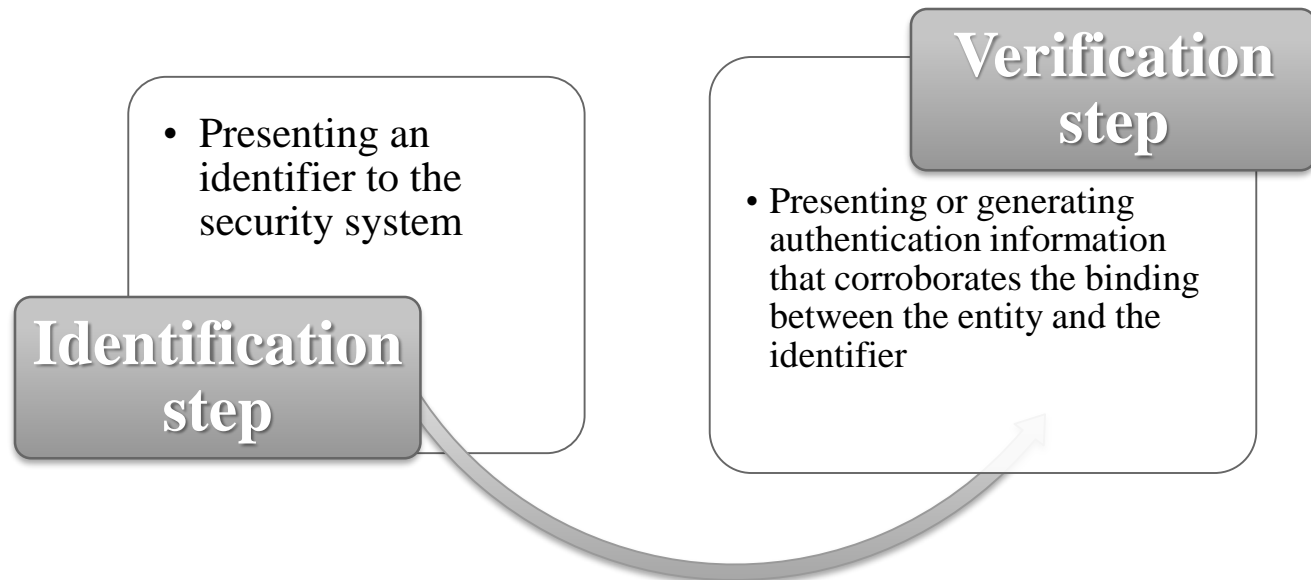 • Presenting an
identifier to the
security system
Identification
step
Verification
step
• Presenting or generating
authentication information
that corroborates the binding
between the entity and the
identifier